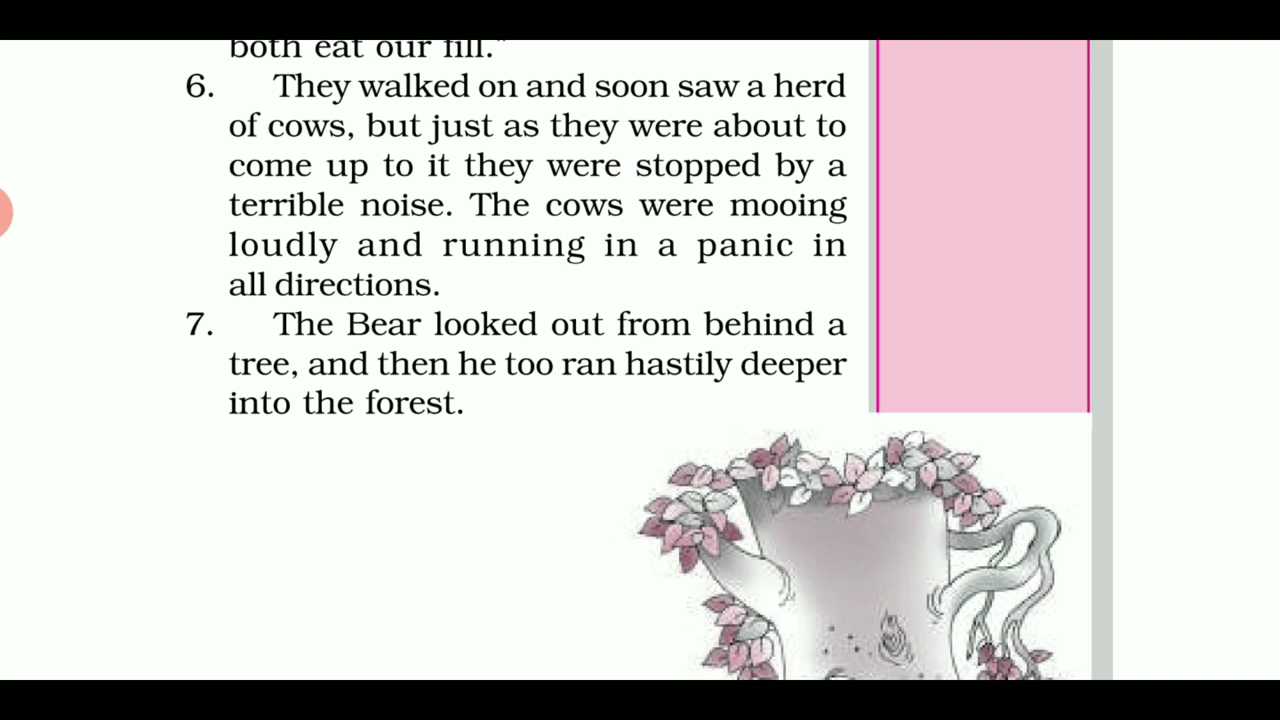 both eat our fill."
6. They walked on and soon saw a herd
of cows, but just as they were about to
come up to it they were stopped by a
terrible noise. The cows were mooing
loudly and running in a panic in
all directions.
7. The Bear looked out from behind a
tree, and then he too ran hastily deeper
into the forest.